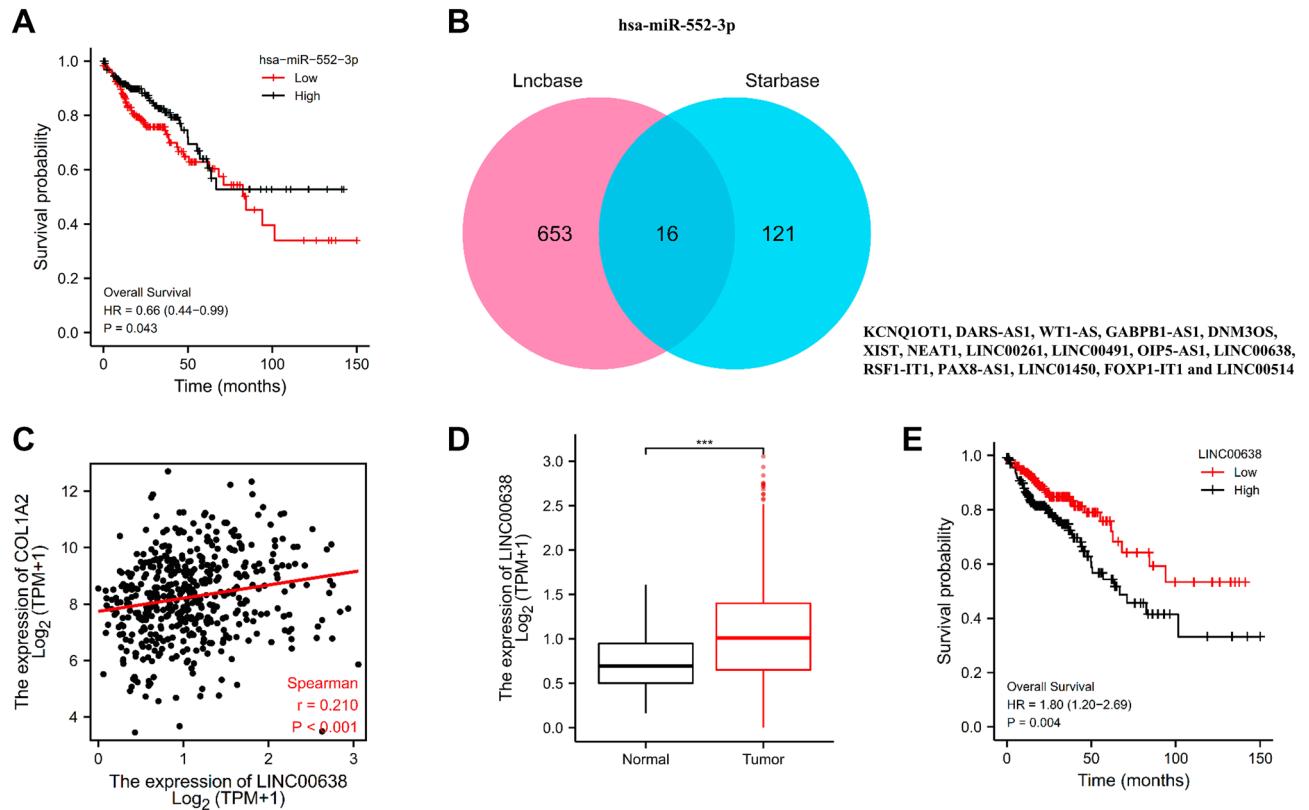 A
hsa−miR−552−3p
Low
High
1.0
0.8
0.6
0.4
0.2
0.0
Survival probability
Overall Survival
HR = 0.66 (0.44−0.99)
P = 0.043
0
50
100
150
Time (months)
B
hsa-miR-552-3p
Lncbase
Starbase
653
16
121
KCNQ1OT1, DARS-AS1, WT1-AS, GABPB1-AS1, DNM3OS,
XIST, NEAT1, LINC00261, LINC00491, OIP5-AS1, LINC00638,
RSF1-IT1, PAX8-AS1, LINC01450, FOXP1-IT1 and LINC00514
C
The expression of COL1A2
Log2 (TPM+1)
12
10
8
6
4
Spearman
r = 0.210
P < 0.001
0
1
2
3
The expression of LINC00638
Log2 (TPM+1)
D
The expression of LINC00638
Log2 (TPM+1)
***
3.0
2.5
2.0
1.5
1.0
0.5
0.0
Normal
Tumor
E
LINC00638
Low
High
1.0
0.8
0.6
0.4
0.2
0.0
Survival probability
Overall Survival
HR = 1.80 (1.20−2.69)
P = 0.004
0
50
100
150
Time (months)